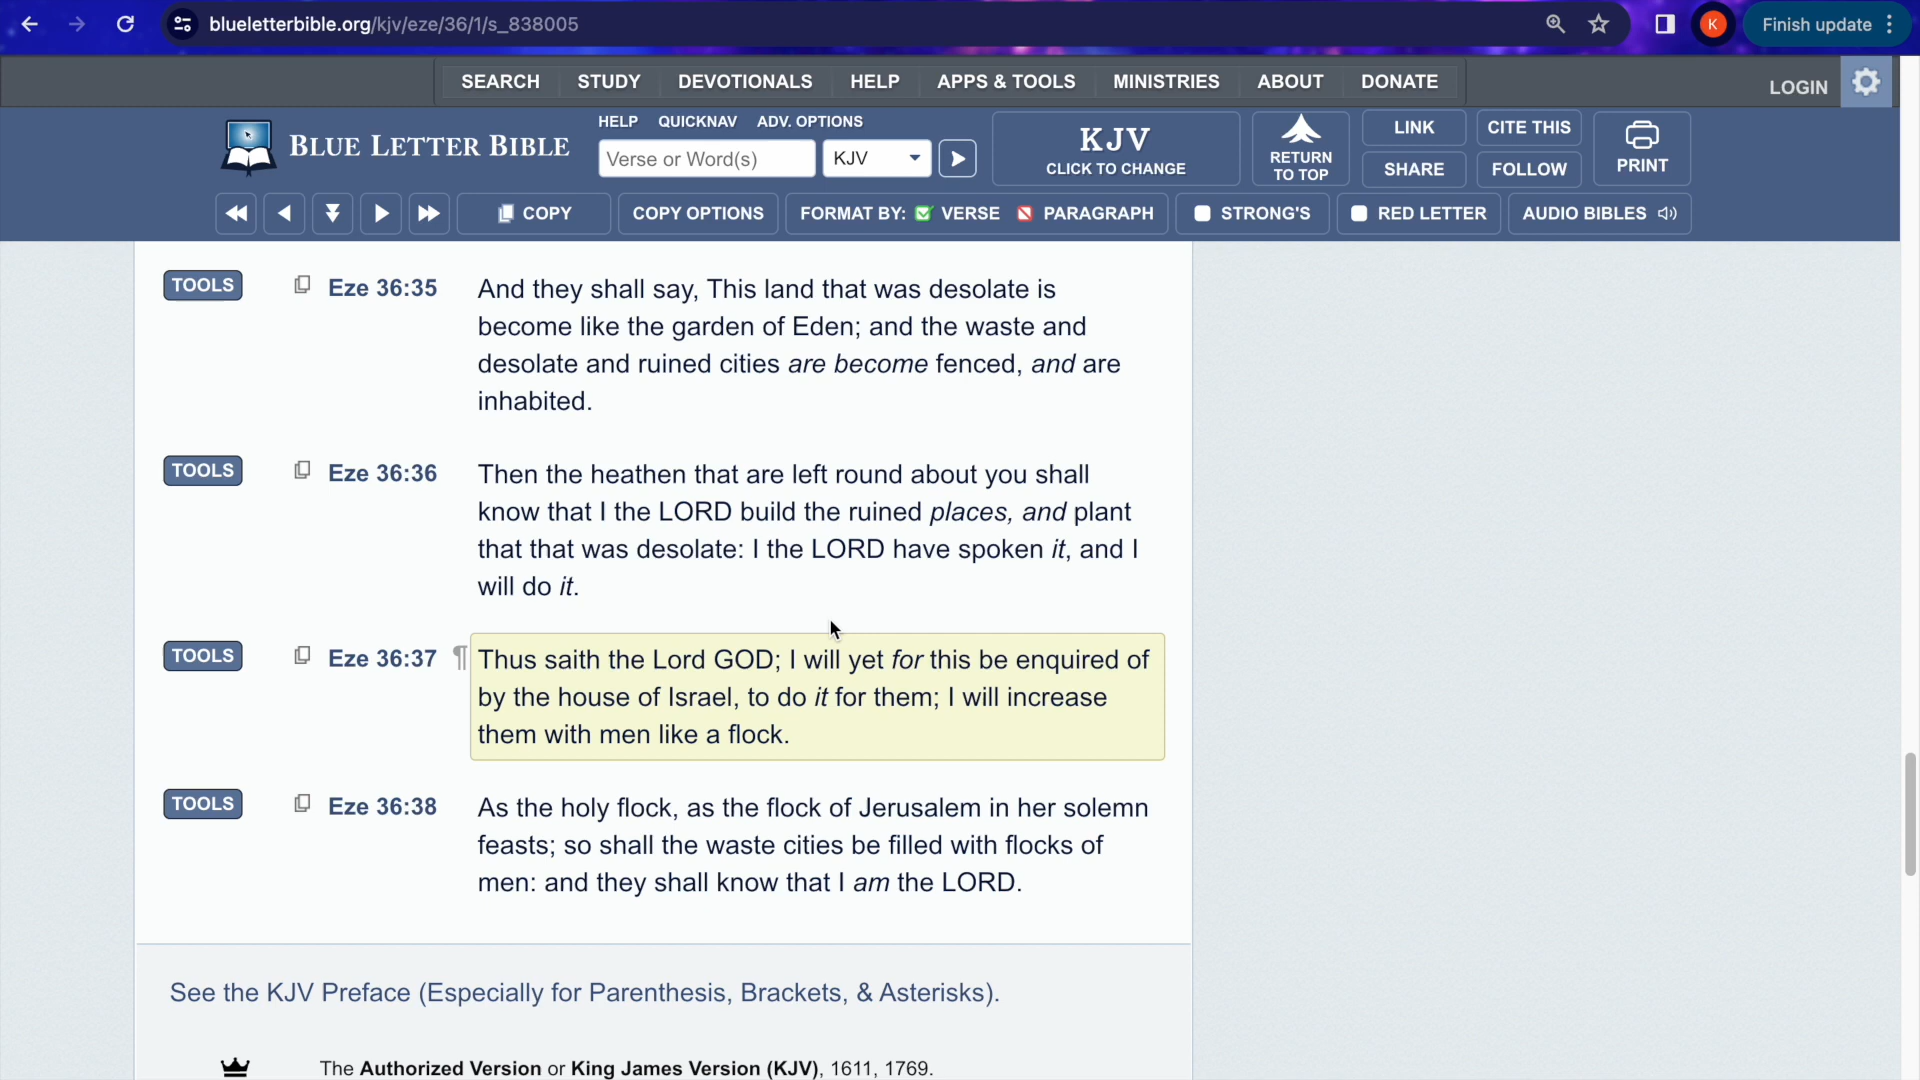 blueletterbible.org/kjv/eze/36/1/s_838005
K
Finish update
SEARCH STUDY DEVOTIONALS HELP APPS & TOOLS MINISTRIES ABOUT DONATE
LOGIN
BLUE LETTER BIBLE
HELP QUICKNAV ADV. OPTIONS
Verse or Word(s)
KJV
KJV
CLICK TO CHANGE
RETURN
TO TOP
LINK
CITE THIS
SHARE
FOLLOW
PRINT
COPY
COPY OPTIONS
FORMAT BY: VERSE PARAGRAPH
STRONG'S
RED LETTER
AUDIO BIBLES
TOOLS
Eze 36:35
And they shall say, This land that was desolate is
become like the garden of Eden; and the waste and
desolate and ruined cities are become fenced, and are
inhabited.
TOOLS
Eze 36:36
Then the heathen that are left round about you shall
know that I the LORD build the ruined places, and plant
that that was desolate: I the LORD have spoken it, and I
will do it.
TOOLS
Eze 36:37
¶ Thus saith the Lord GOD; I will yet for this be enquired of
by the house of Israel, to do it for them; I will increase
them with men like a flock.
TOOLS
Eze 36:38
As the holy flock, as the flock of Jerusalem in her solemn
feasts; so shall the waste cities be filled with flocks of
men: and they shall know that I am the LORD.
See the KJV Preface (Especially for Parenthesis, Brackets, & Asterisks).
The Authorized Version or King James Version (KJV), 1611, 1769.